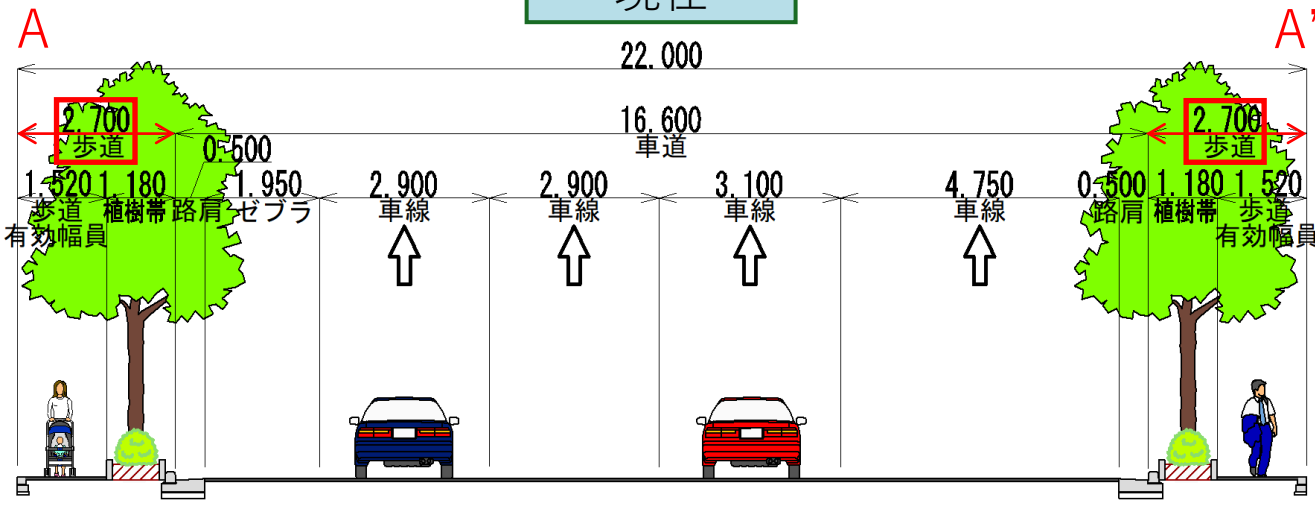 現在
A
A'
22.000
2.700
歩道
16.600
車道
2.700
歩道
0.500
1.520
歩道
有効幅員
1.180
植樹帯
路肩
1.950
ゼブラ
2.900
車線
2.900
車線
3.100
車線
4.750
車線
0.500
路肩
1.180
植樹帯
1.520
歩道
有効幅員